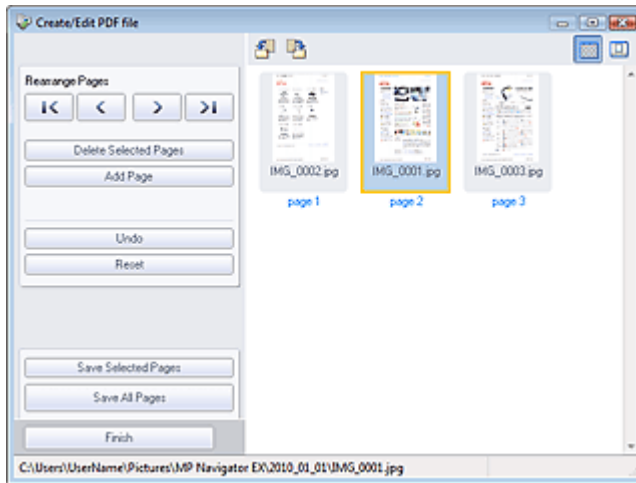 Create/Edit PDF file
Rearrange Pages
Delete Selected Pages
Add Page
Undo
Reset
Save Selected Pages
Save All Pages
Finish
IMG_0002.jpg
IMG_0001.jpg
IMG_0003.jpg
page 1
page 2
page 3
C:\Users\UserName\Pictures\MP Navigator EX\2010_01_01\IMG_0001.jpg